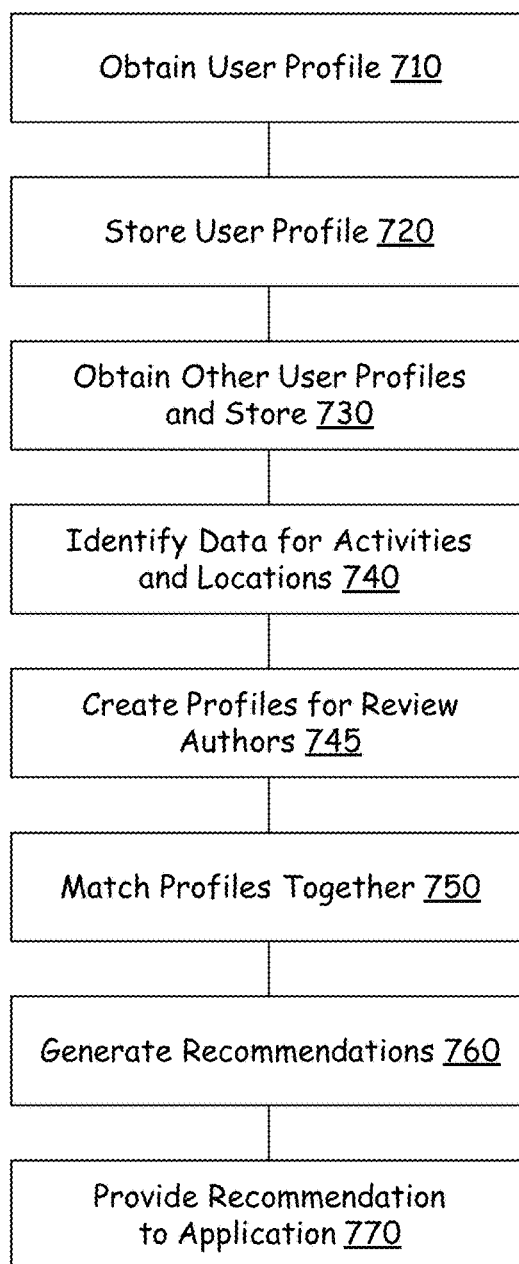 Obtain User Profile 710
Store User Profile 720
Obtain Other User Profiles
and Store 730
Identify Data for Activities
and Locations 740
Create Profiles for Review
Authors 745
Match Profiles Together 750
Generate Recommendations 760
Provide Recommendation
to Application 770